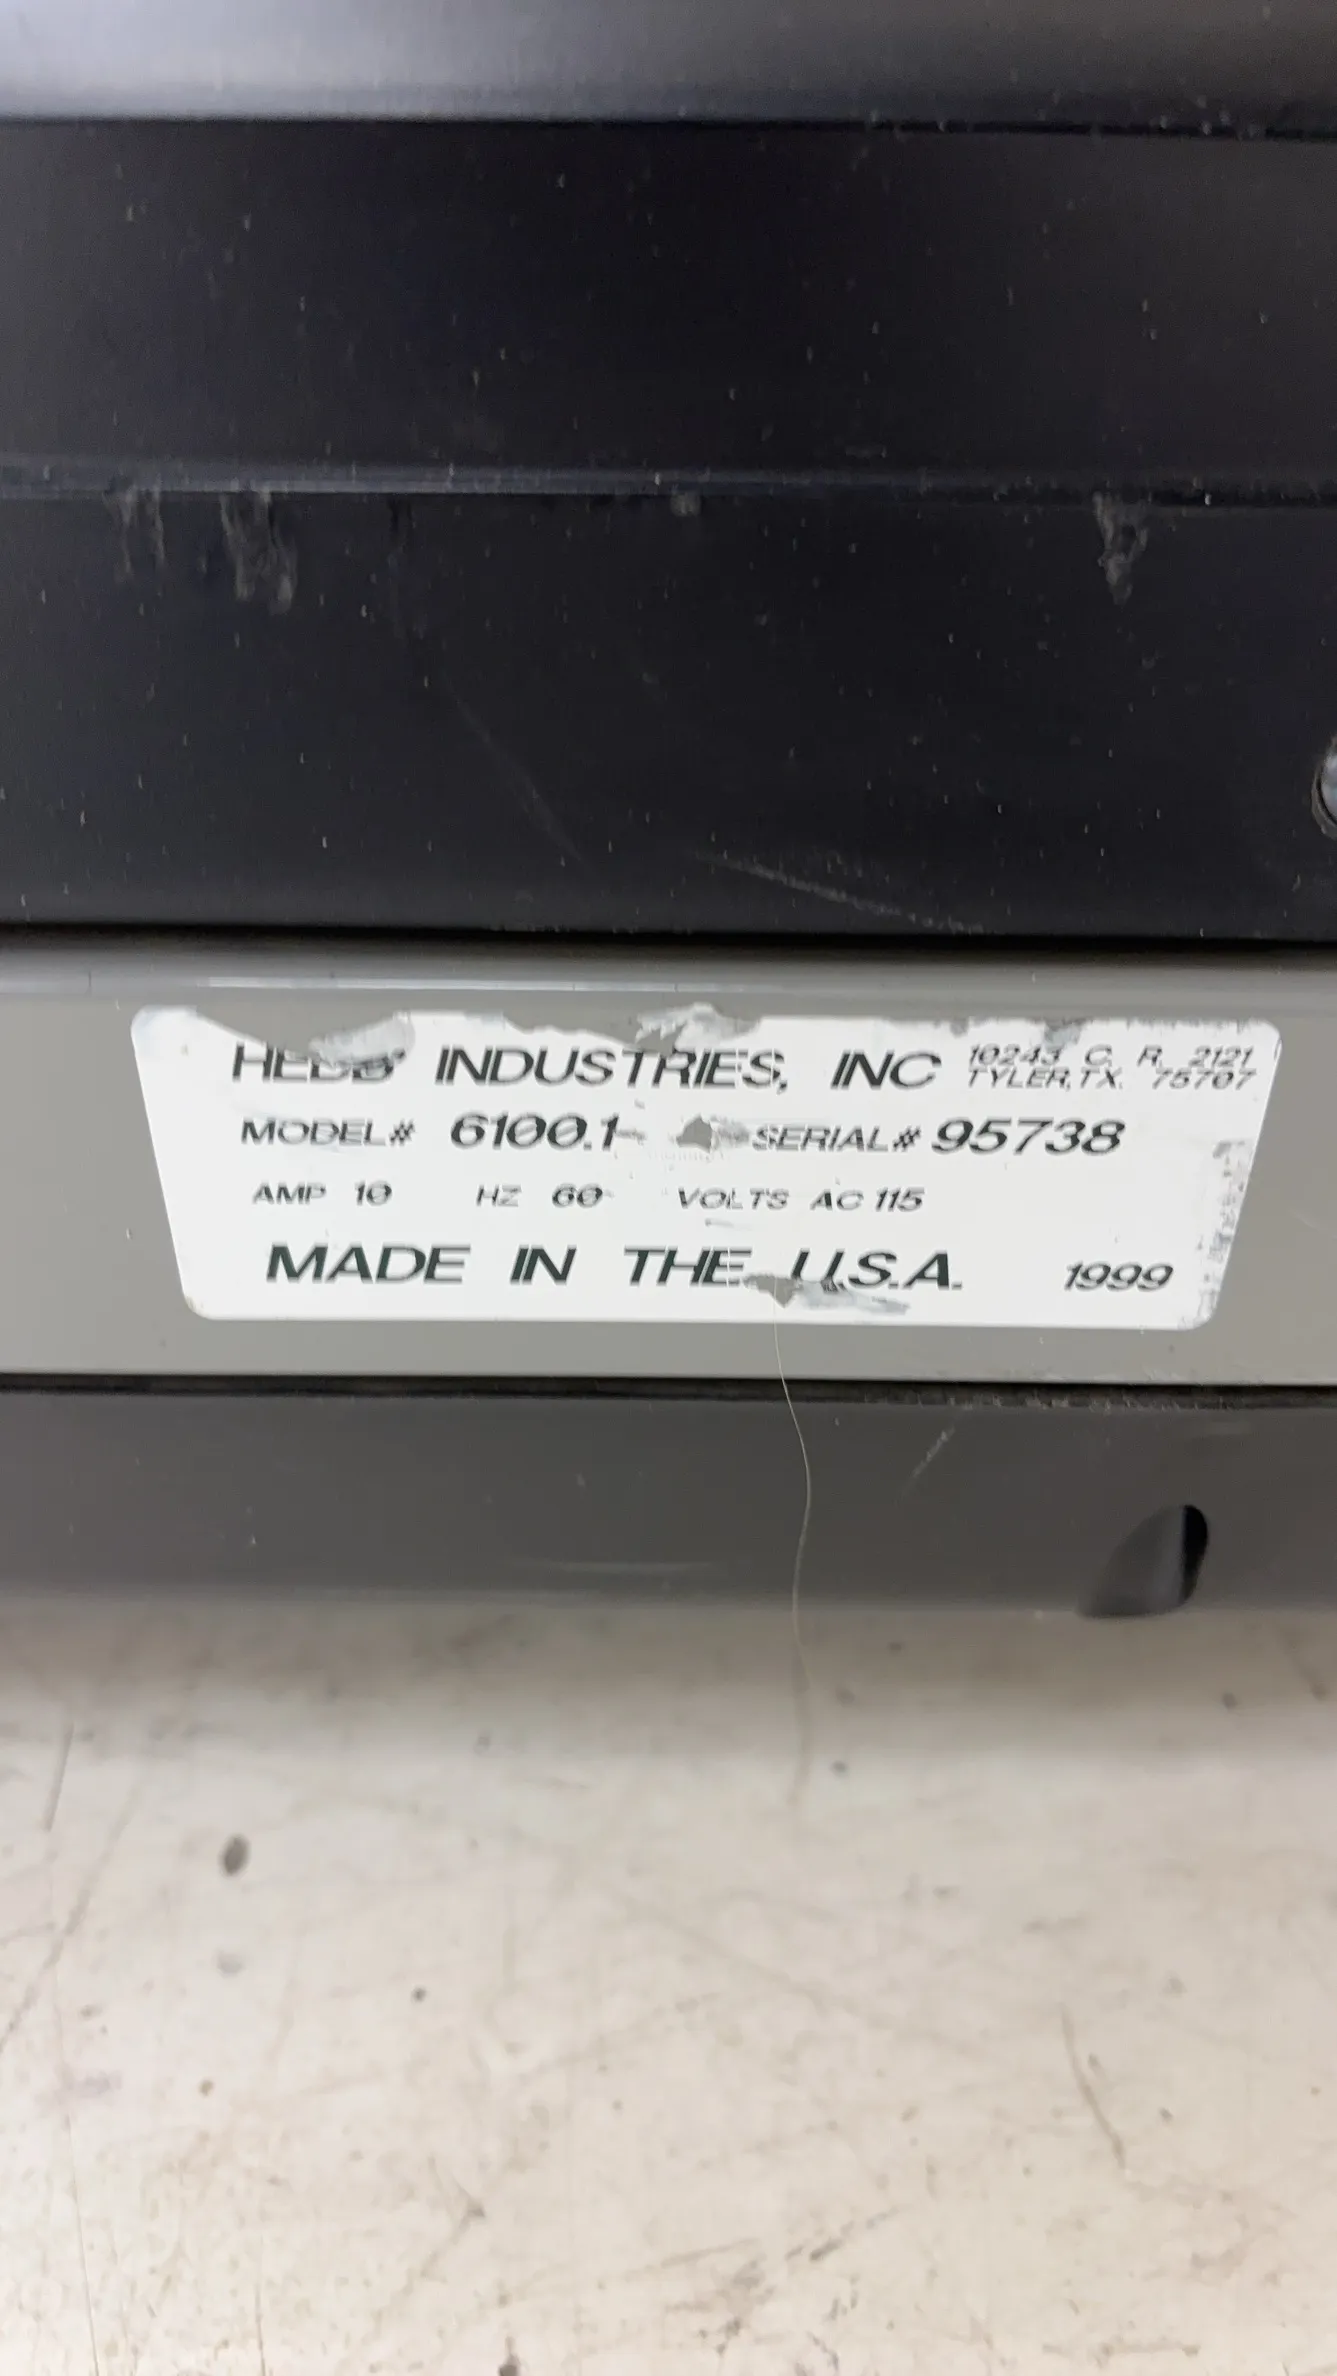 HEBB INDUSTRIES, INC 10243 C. R. 2121
TYLER, TX. 75707
MODEL# 6100.1 SERIAL# 95738
AMP 10 HZ 60 VOLTS AC 115
MADE IN THE U.S.A. 1999